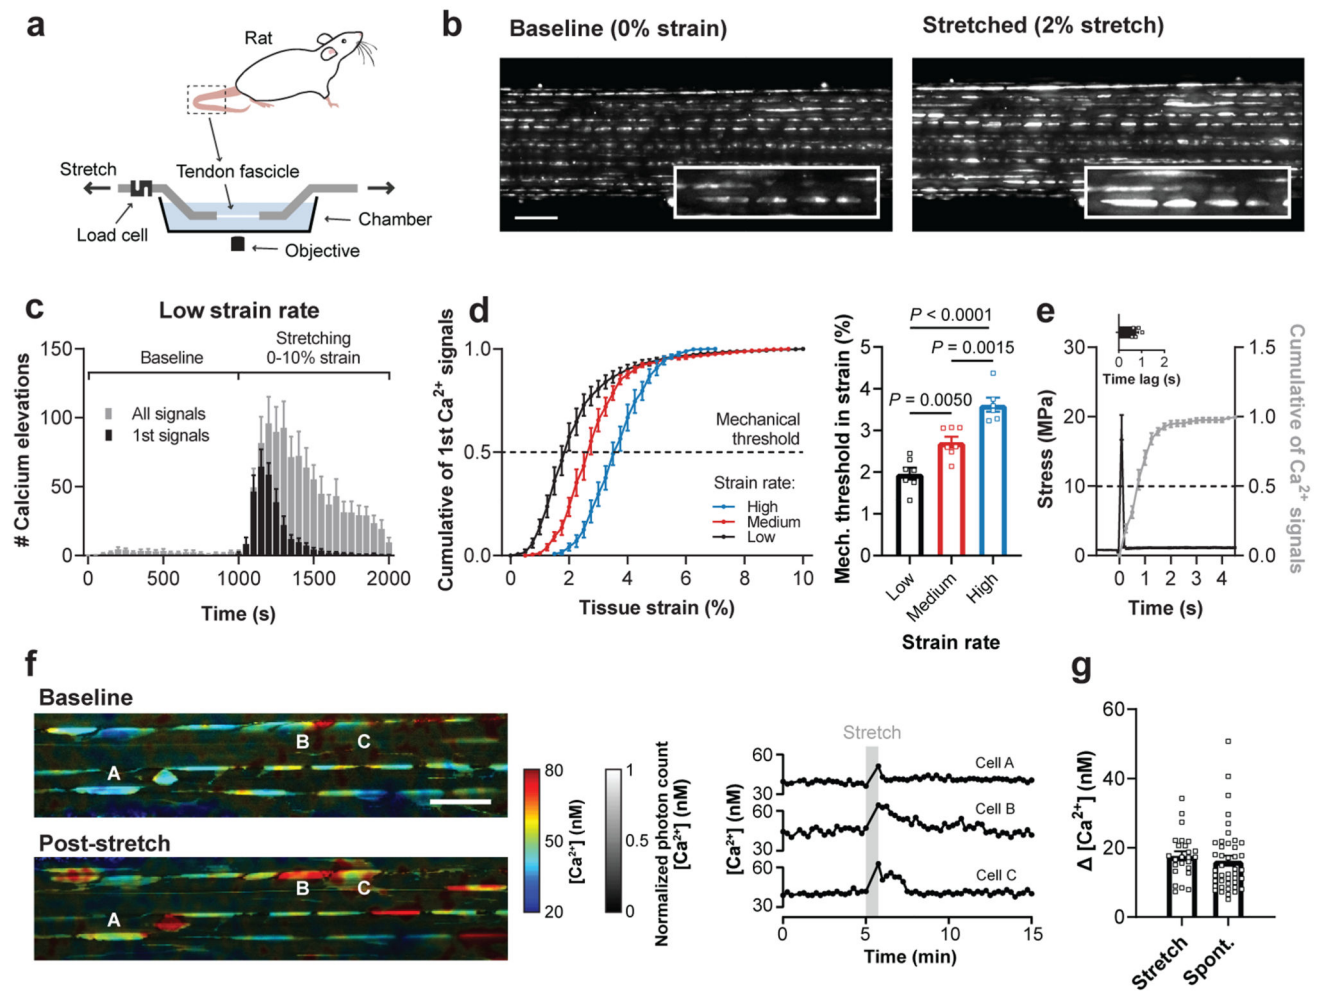 a
Rat
Stretch
Tendon fascicle
Load cell
Chamber
Objective
b
Baseline (0% strain)
Stretched (2% stretch)
c
Low strain rate
Baseline
Stretching
0-10% strain
# Calcium elevations
150
100
50
0
All signals
1st signals
0
500
1000
1500
2000
Time (s)
d
Cumulative of 1st Ca²⁺ signals
1.0
0.5
0.0
Mechanical
threshold
Strain rate:
High
Medium
Low
0
2
4
6
8
10
Tissue strain (%)
Mech. threshold in strain (%)
5
4
3
2
1
0
P < 0.0001
P = 0.0015
P = 0.0050
Low
Medium
High
Strain rate
e
0 1 2
Time lag (s)
Stress (MPa)
30
20
10
0
1.5
1.0
0.5
0.0
Cumulative of Ca²⁺ signals
0 1 2 3 4
Time (s)
f
Baseline
A
B
C
Post-stretch
A
B
C
80
50
20
[Ca²⁺] (nM)
1
0.5
0
Normalized photon count
[Ca²⁺] (nM)
Stretch
[Ca²⁺] (nM)
60
30
Cell A
60
30
Cell B
60
30
Cell C
0
5
10
15
Time (min)
g
Δ [Ca²⁺] (nM)
60
40
20
0
Stretch
Spont.